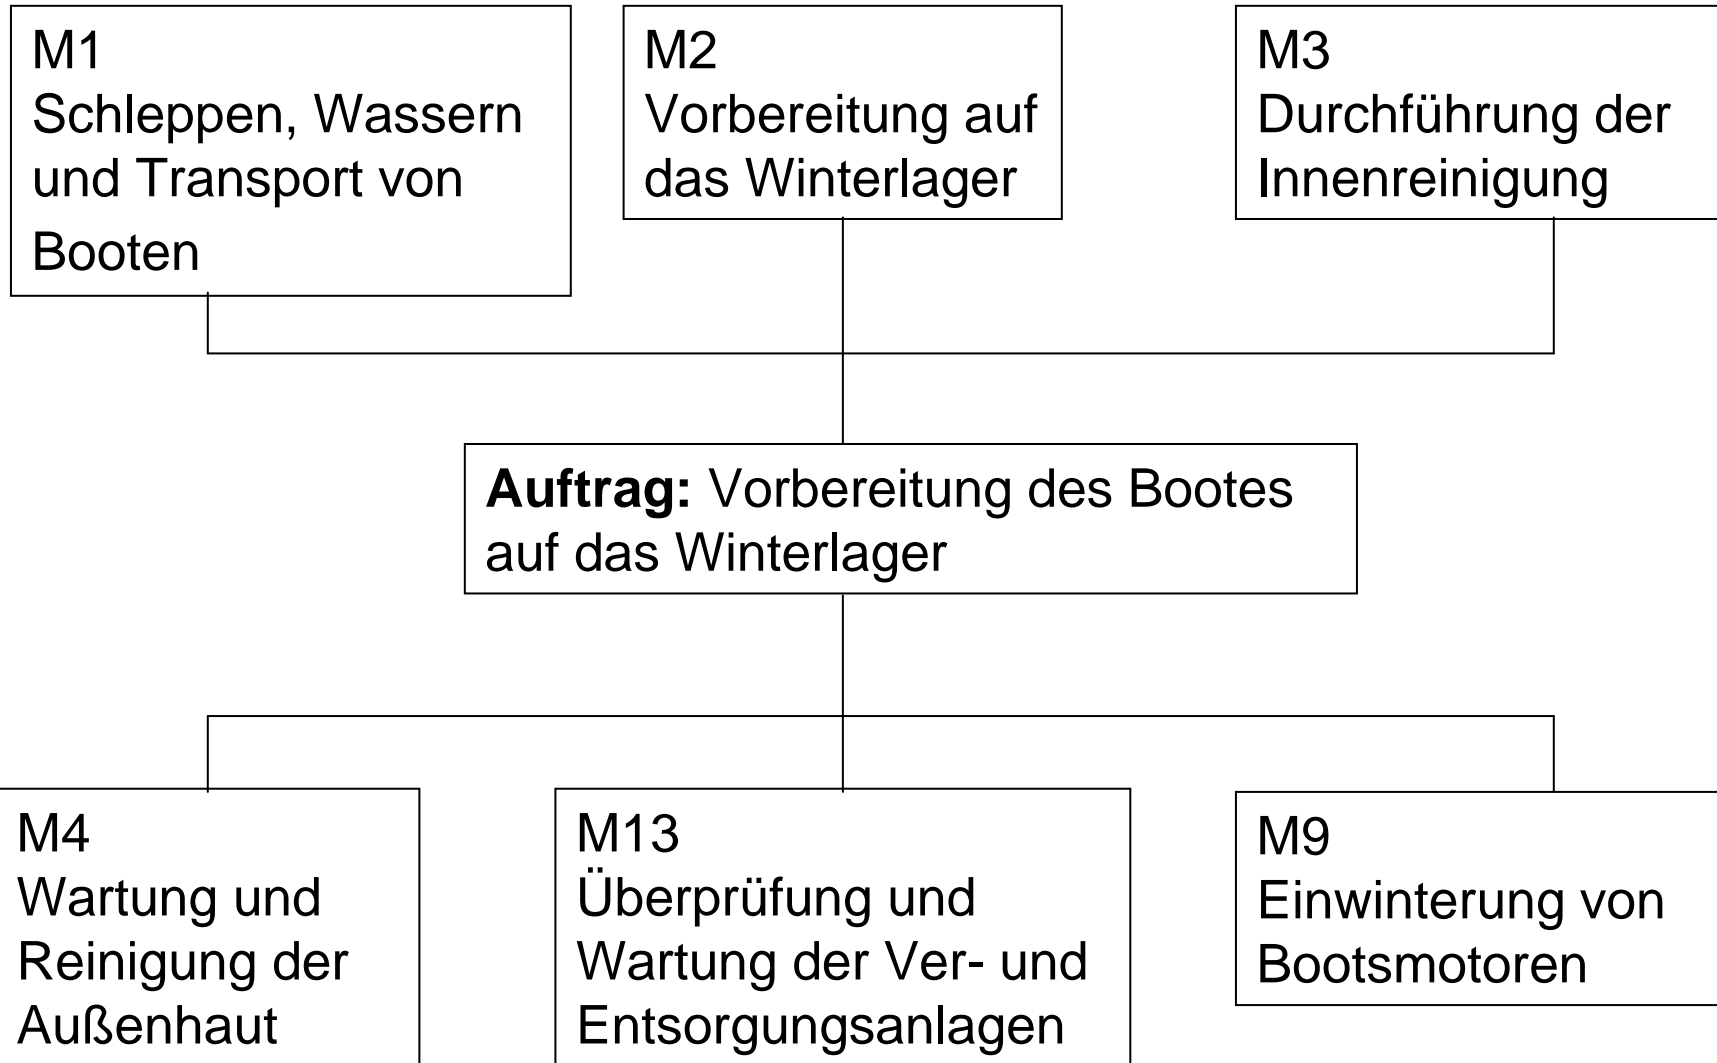 M1
Schleppen, Wassern
und Transport von
Booten
M2
Vorbereitung auf
das Winterlager
M3
Durchführung der
Innenreinigung
Auftrag: Vorbereitung des Bootes
auf das Winterlager
M4
Wartung und
Reinigung der
Außenhaut
M13
Überprüfung und
Wartung der Ver- und
Entsorgungsanlagen
M9
Einwinterung von
Bootsmotoren